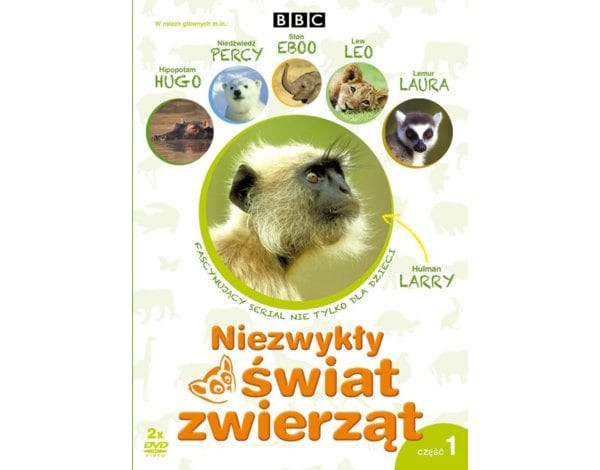 BBC
W rolach głównych m.in.:
Hipopotam
HUGO
Niedźwiedź
PERCY
Słoń
EBOO
Lew
LEO
Lemur
LAURA
Hulman
LARRY
FASCYNUJĄCY SERIAL NIE TYLKO DLA DZIECI
Niezwykły
świat
zwierząt
2x
DVD
VIDEO
CZĘŚĆ 1